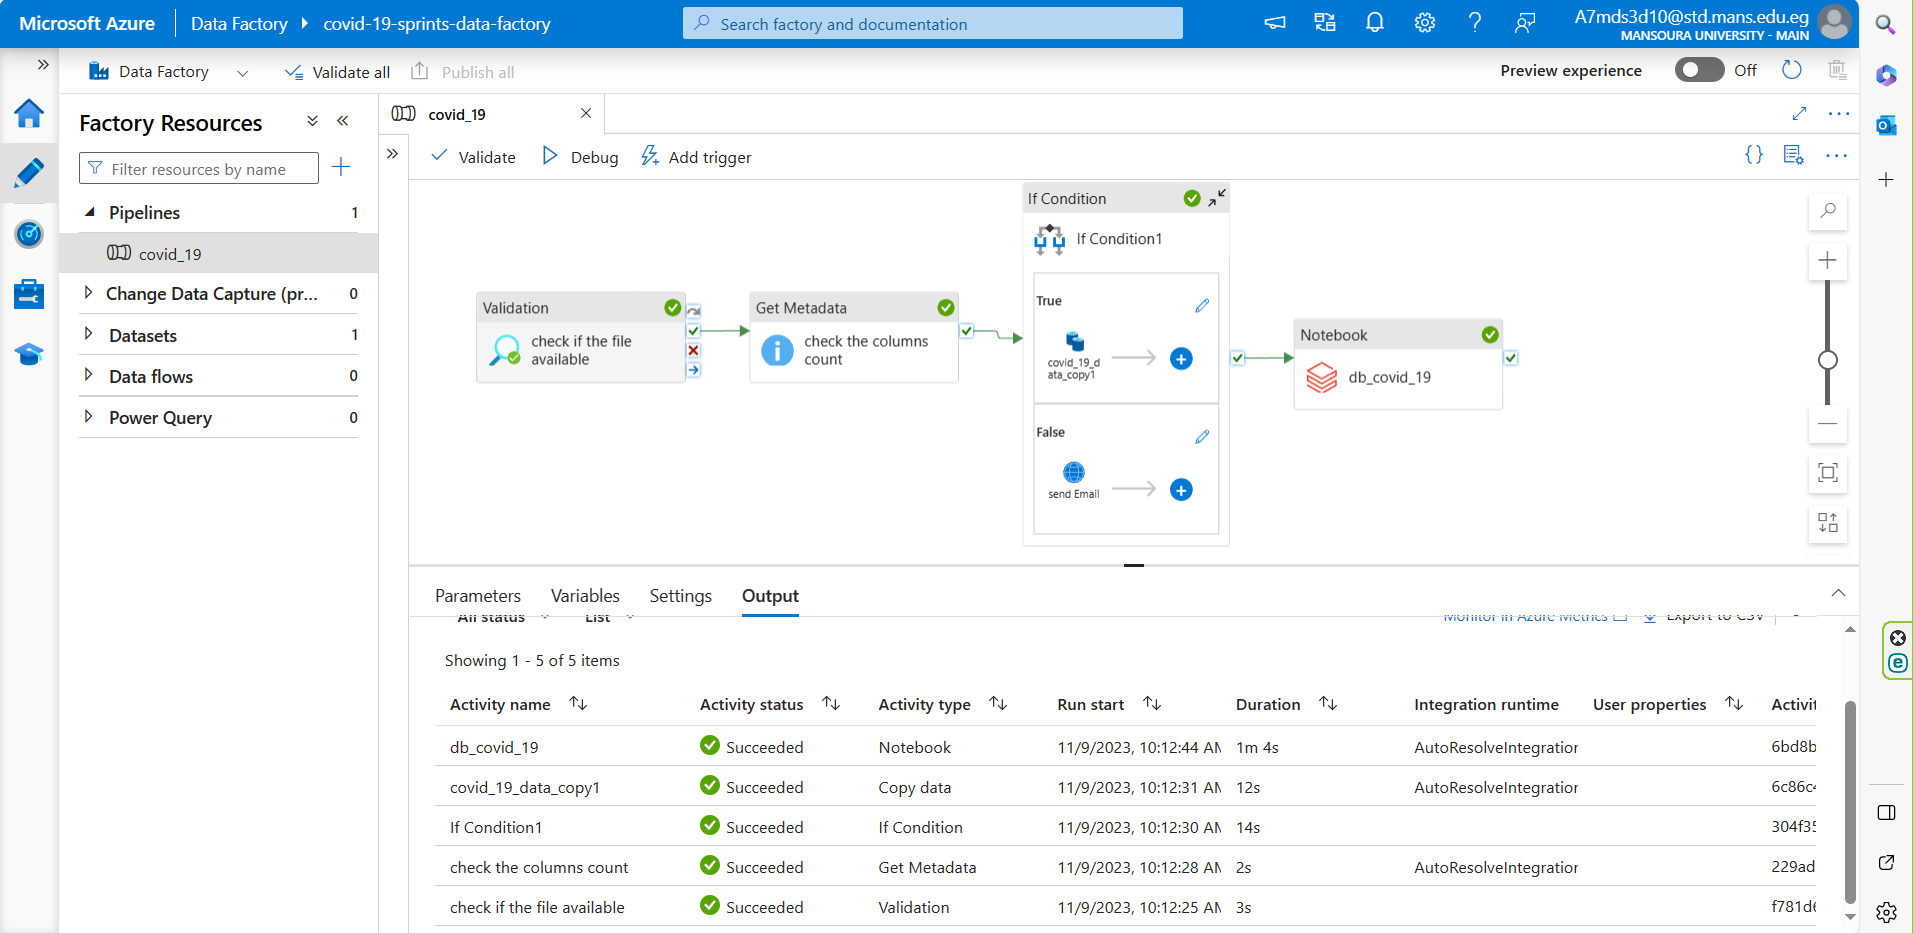 Microsoft Azure
Data Factory
covid-19-sprints-data-factory
Search factory and documentation
A7mds3d10@std.mans.edu.eg
MANSOURA UNIVERSITY - MAIN
Data Factory
Validate all
Publish all
Preview experience
Off
Factory Resources
Filter resources by name
Pipelines 1
covid_19
Change Data Capture (pr... 0
Datasets 1
Data flows 0
Power Query 0
covid_19
Validate
Debug
Add trigger
Validation
check if the file
available
Get Metadata
check the columns
count
If Condition
If Condition1
True
covid_19_d
ata_copy1
False
send Email
Notebook
db_covid_19
Parameters
Variables
Settings
Output
All status
List
Monitor in Azure Metrics
Export to CSV
Showing 1 - 5 of 5 items
Activity name Activity status Activity type Run start Duration Integration runtime User properties Activit
db_covid_19 Succeeded Notebook 11/9/2023, 10:12:44 AM 1m 4s AutoResolveIntegration 6bd8b
covid_19_data_copy1 Succeeded Copy data 11/9/2023, 10:12:31 AM 12s AutoResolveIntegration 6c86c4
If Condition1 Succeeded If Condition 11/9/2023, 10:12:30 AM 14s 304f35
check the columns count Succeeded Get Metadata 11/9/2023, 10:12:28 AM 2s AutoResolveIntegration 229ad
check if the file available Succeeded Validation 11/9/2023, 10:12:25 AM 3s f781d6